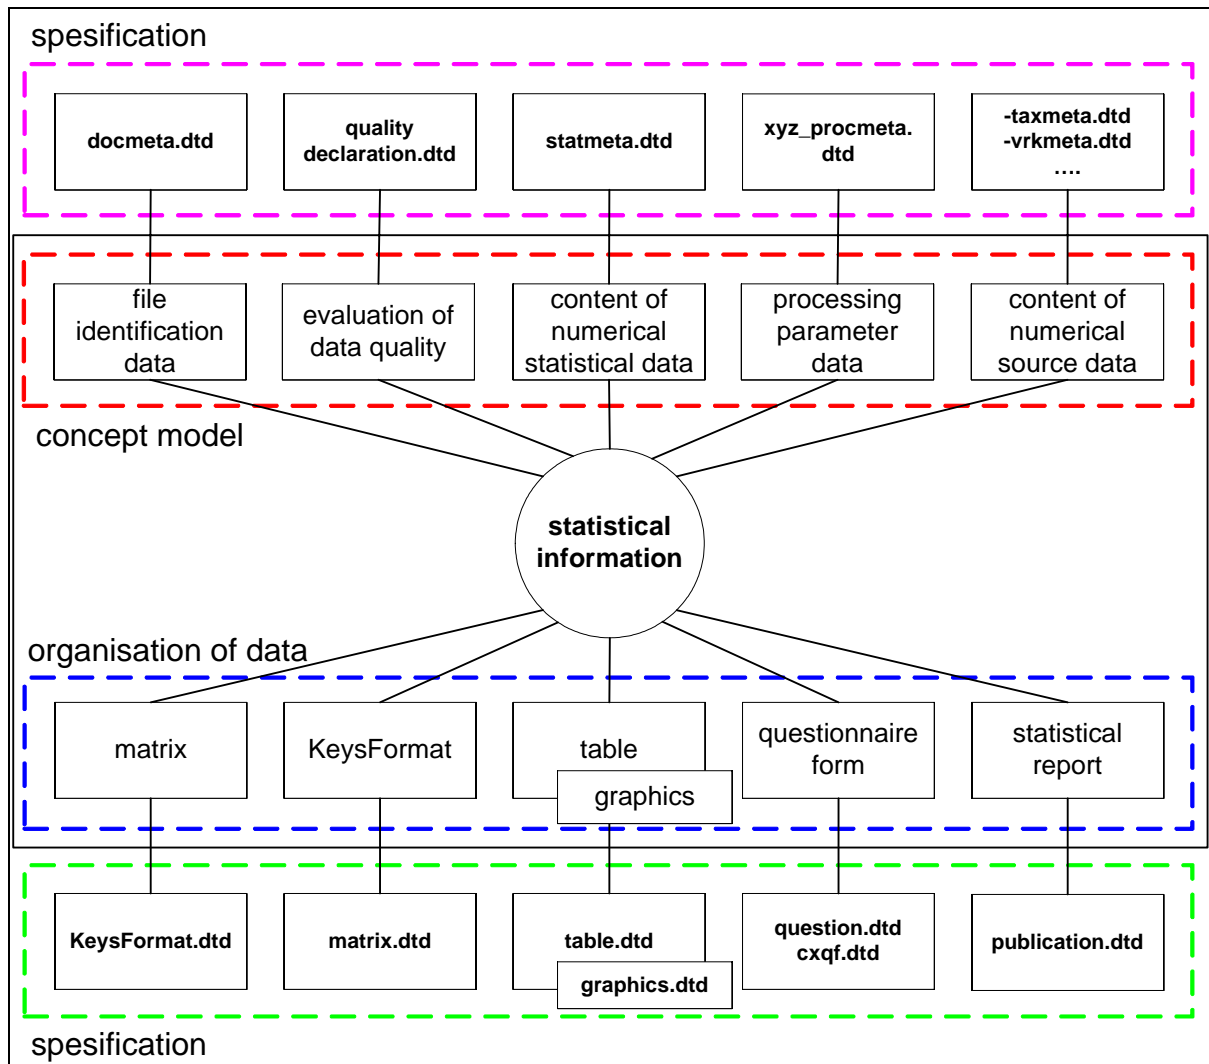 spesification
docmeta.dtd
quality
declaration.dtd
statmeta.dtd
xyz_procmeta.
dtd
-taxmeta.dtd
-vrkmeta.dtd
....
file
identification
data
evaluation of
data quality
content of
numerical
statistical data
processing
parameter
data
content of
numerical
source data
concept model
statistical
information
organisation of data
matrix
KeysFormat
table
graphics
questionnaire
form
statistical
report
KeysFormat.dtd
matrix.dtd
table.dtd
graphics.dtd
question.dtd
cxqf.dtd
publication.dtd
spesification